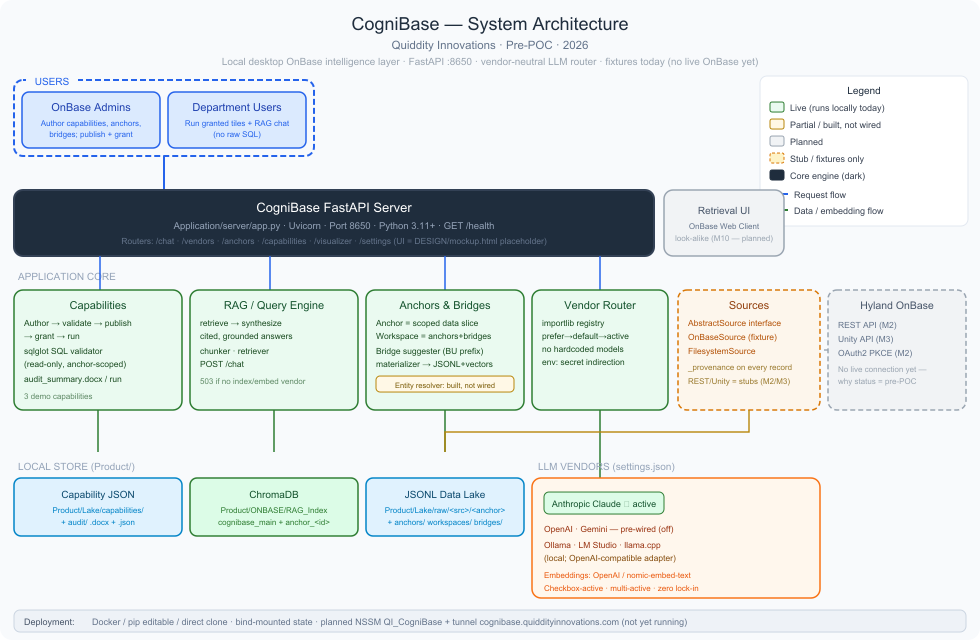 CogniBase — System Architecture
Quiddity Innovations · Pre-POC · 2026
Local desktop OnBase intelligence layer · FastAPI :8650 · vendor-neutral LLM router · fixtures today (no live OnBase yet)
USERS
OnBase Admins
Author capabilities, anchors,
bridges; publish + grant
Department Users
Run granted tiles + RAG chat
(no raw SQL)
Legend
Live (runs locally today)
Partial / built, not wired
Planned
Stub / fixtures only
Core engine (dark)
Request flow
Data / embedding flow
CogniBase FastAPI Server
Application/server/app.py · Uvicorn · Port 8650 · Python 3.11+ · GET /health
Routers: /chat · /vendors · /anchors · /capabilities · /visualizer · /settings (UI = DESIGN/mockup.html placeholder)
Retrieval UI
OnBase Web Client
look-alike (M10 — planned)
APPLICATION CORE
Capabilities
Author → validate → publish
→ grant → run
sqlglot SQL validator
(read-only, anchor-scoped)
audit_summary.docx / run
3 demo capabilities
RAG / Query Engine
retrieve → synthesize
cited, grounded answers
chunker · retriever
POST /chat
503 if no index/embed vendor
Anchors & Bridges
Anchor = scoped data slice
Workspace = anchors+bridges
Bridge suggester (BU prefix)
materializer → JSONL+vectors
Entity resolver: built, not wired
Vendor Router
importlib registry
prefer→default→active
no hardcoded models
env: secret indirection
Sources
AbstractSource interface
OnBaseSource (fixture)
FilesystemSource
_provenance on every record
REST/Unity = stubs (M2/M3)
Hyland OnBase
REST API (M2)
Unity API (M3)
OAuth2 PKCE (M2)
No live connection yet —
why status = pre-POC
LOCAL STORE (Product/)
Capability JSON
Product/Lake/capabilities/
+ audit/ .docx + .json
ChromaDB
Product/ONBASE/RAG_Index
cognibase_main + anchor_<id>
JSONL Data Lake
Product/Lake/raw/<src>/<anchor>
+ anchors/ workspaces/ bridges/
LLM VENDORS (settings.json)
Anthropic Claude active
OpenAI · Gemini — pre-wired (off)
Ollama · LM Studio · llama.cpp
(local; OpenAI-compatible adapter)
Embeddings: OpenAI / nomic-embed-text
Checkbox-active · multi-active · zero lock-in
Deployment: Docker / pip editable / direct clone · bind-mounted state · planned NSSM QI_CogniBase + tunnel cognibase.quiddityinnovations.com (not yet running)